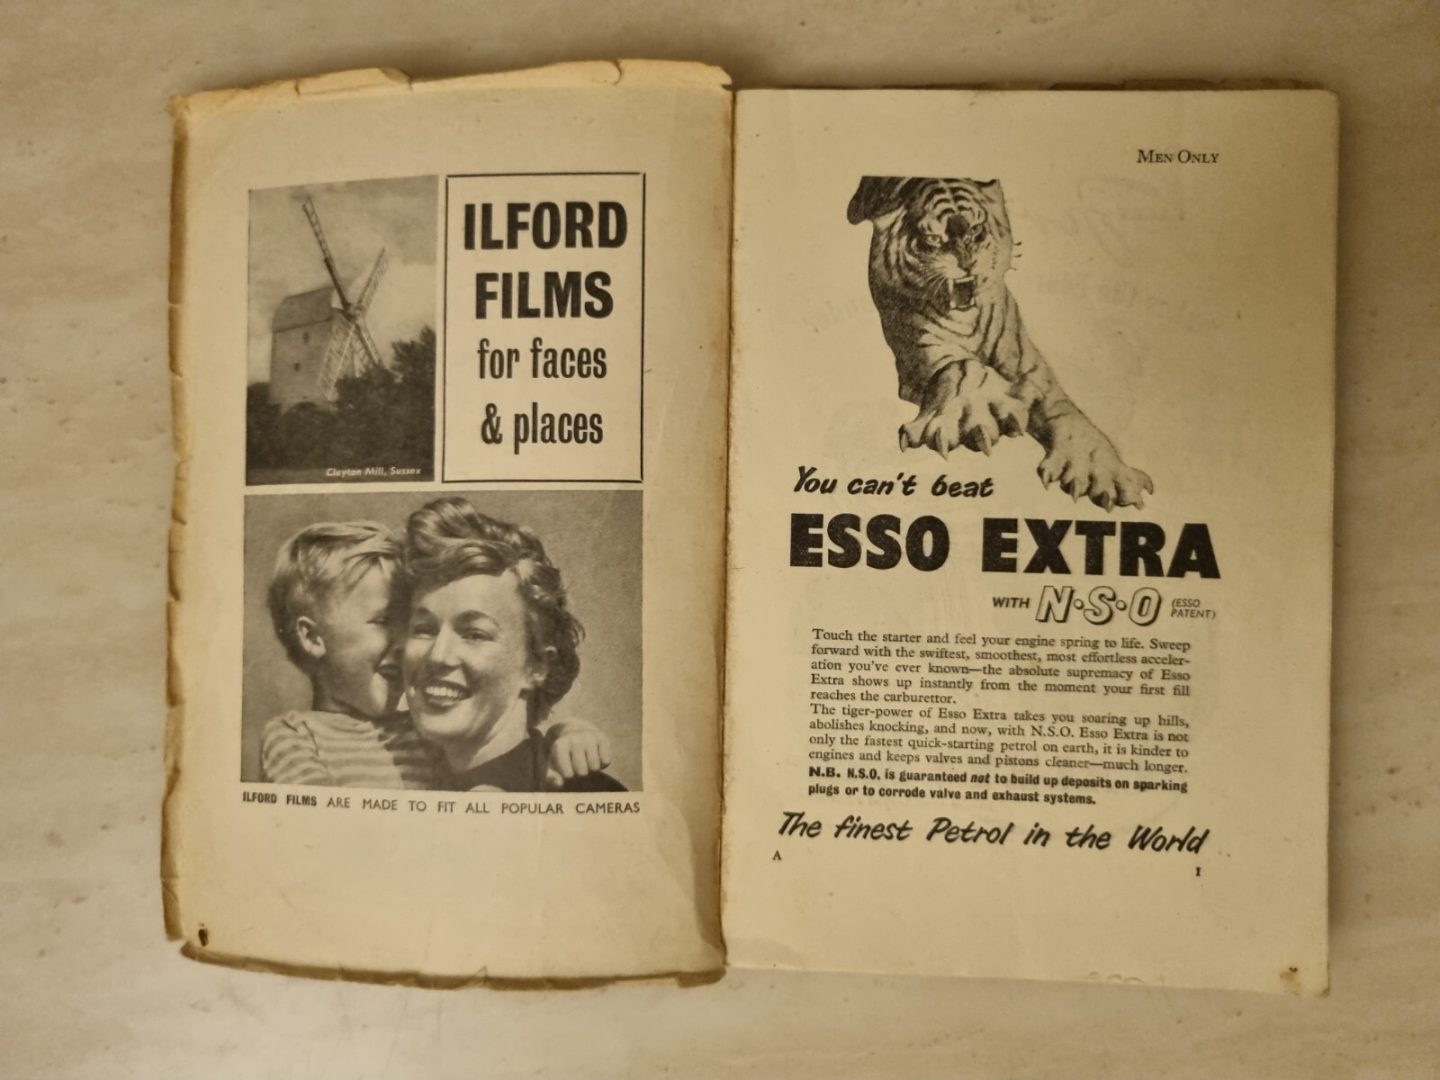 ILFORD
FILMS
for faces
& places
Clayton Mill, Sussex
ILFORD FILMS ARE MADE TO FIT ALL POPULAR CAMERAS
MEN ONLY
You can't beat
ESSO EXTRA
WITH N·S·O (ESSO
PATENT)
Touch the starter and feel your engine spring to life. Sweep
forward with the swiftest, smoothest, most effortless acceler-
ation you've ever known—the absolute supremacy of Esso
Extra shows up instantly from the moment your first fill
reaches the carburettor.
The tiger-power of Esso Extra takes you soaring up hills,
abolishes knocking, and now, with N.S.O. Esso Extra is not
only the fastest quick-starting petrol on earth, it is kinder to
engines and keeps valves and pistons cleaner—much longer.
N.B. N.S.O. is guaranteed not to build up deposits on sparking
plugs or to corrode valve and exhaust systems.
The finest Petrol in the World
A
1